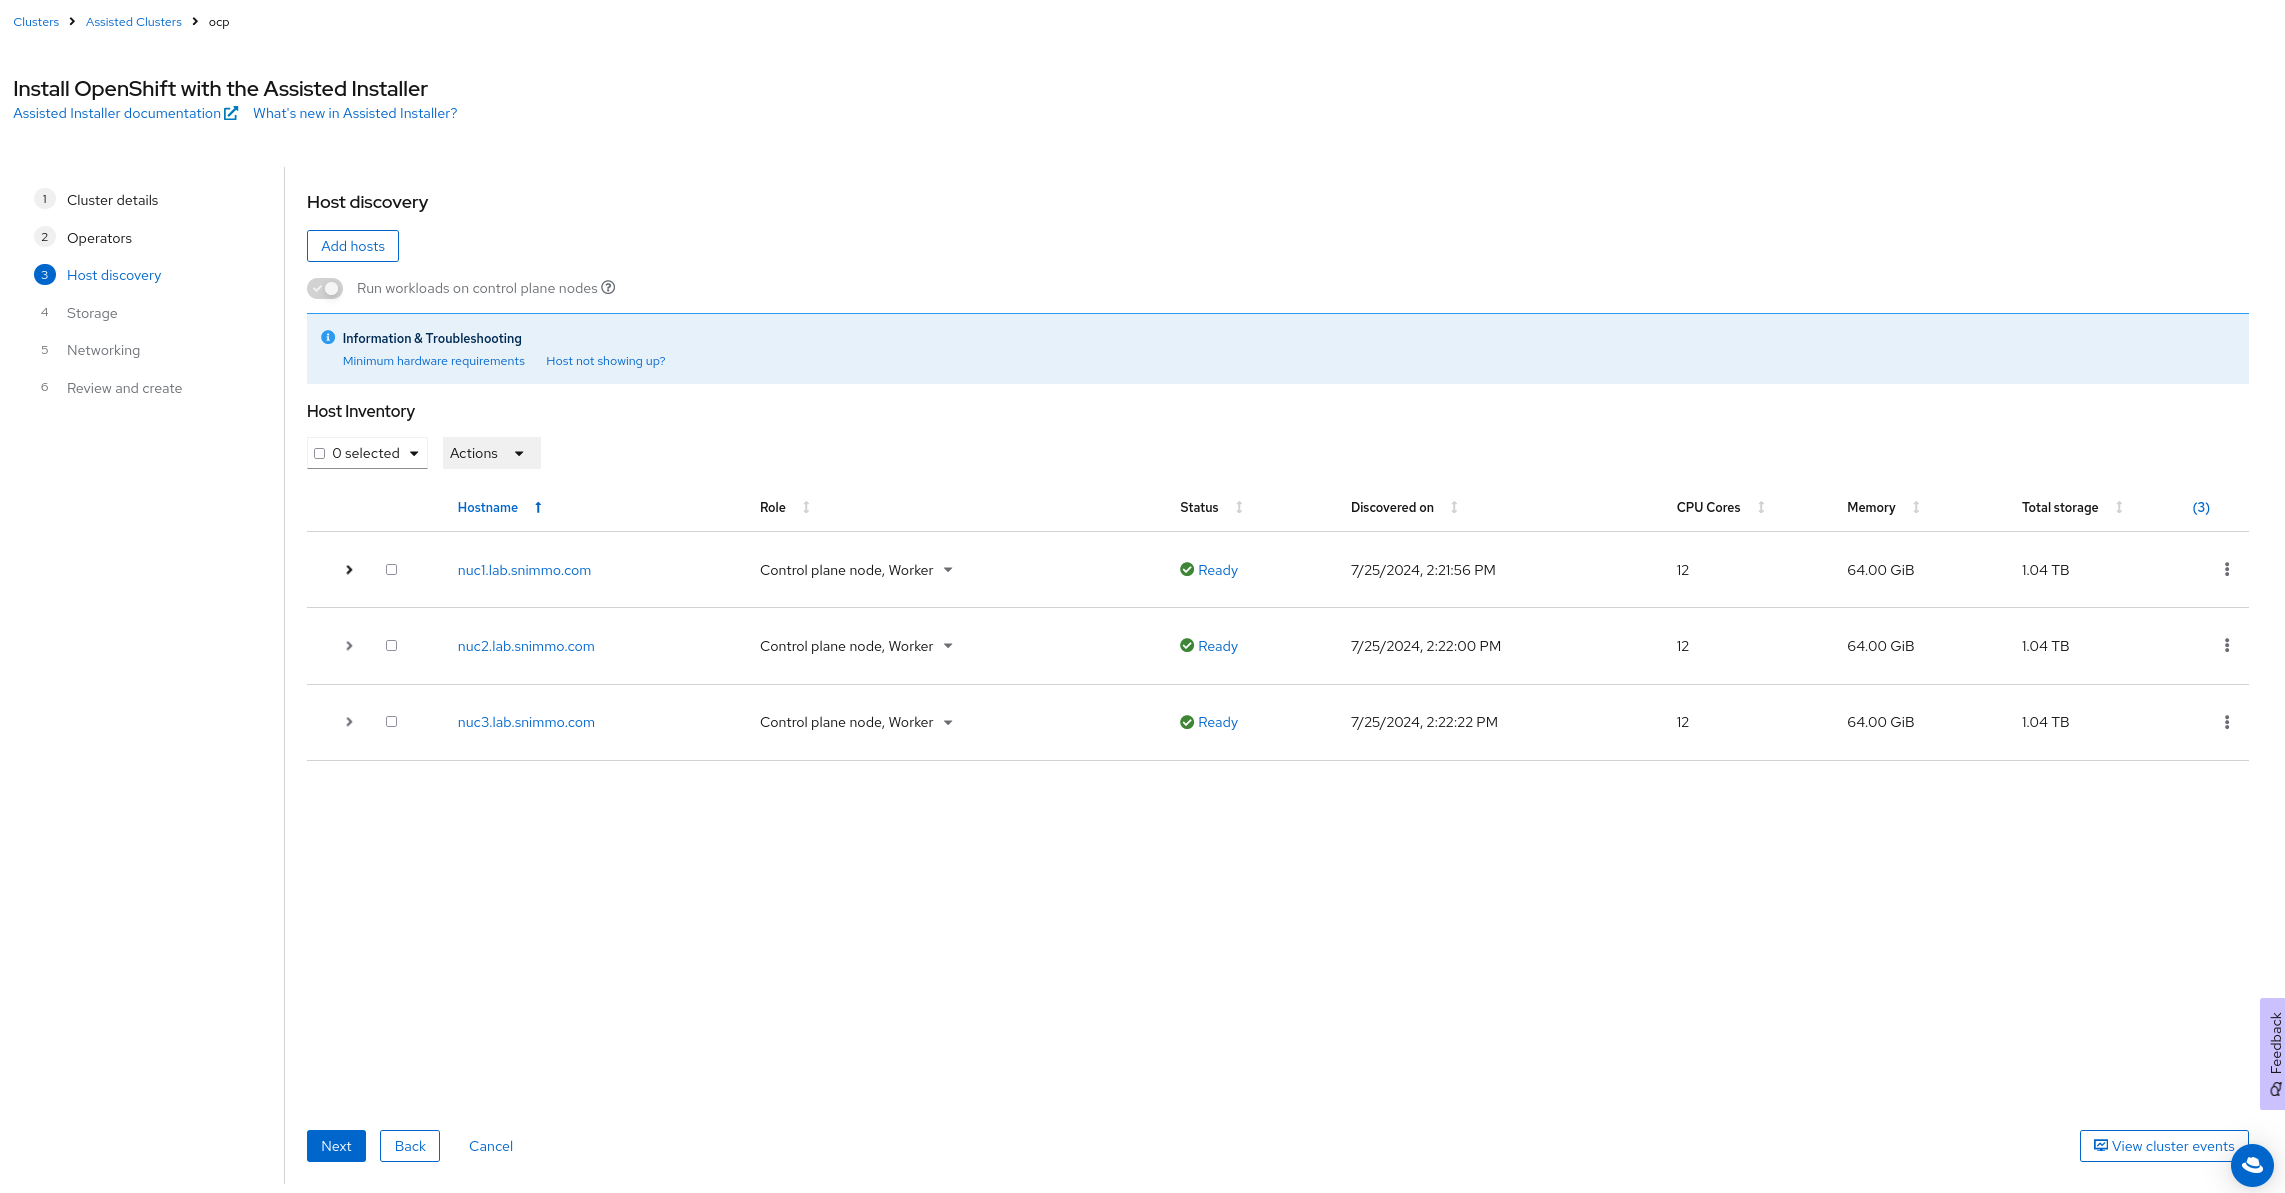 Clusters Assisted Clusters ocp
Install OpenShift with the Assisted Installer
Assisted Installer documentation What's new in Assisted Installer?
1 Cluster details
2 Operators
3 Host discovery
4 Storage
5 Networking
6 Review and create
Host discovery
Add hosts
Run workloads on control plane nodes
Information & Troubleshooting
Minimum hardware requirements Host not showing up?
Host Inventory
0 selected Actions
Hostname Role Status Discovered on CPU Cores Memory Total storage (3)
nuc1.lab.snimmo.com Control plane node, Worker Ready 7/25/2024, 2:21:56 PM 12 64.00 GiB 1.04 TB
nuc2.lab.snimmo.com Control plane node, Worker Ready 7/25/2024, 2:22:00 PM 12 64.00 GiB 1.04 TB
nuc3.lab.snimmo.com Control plane node, Worker Ready 7/25/2024, 2:22:22 PM 12 64.00 GiB 1.04 TB
Feedback
Next Back Cancel View cluster events